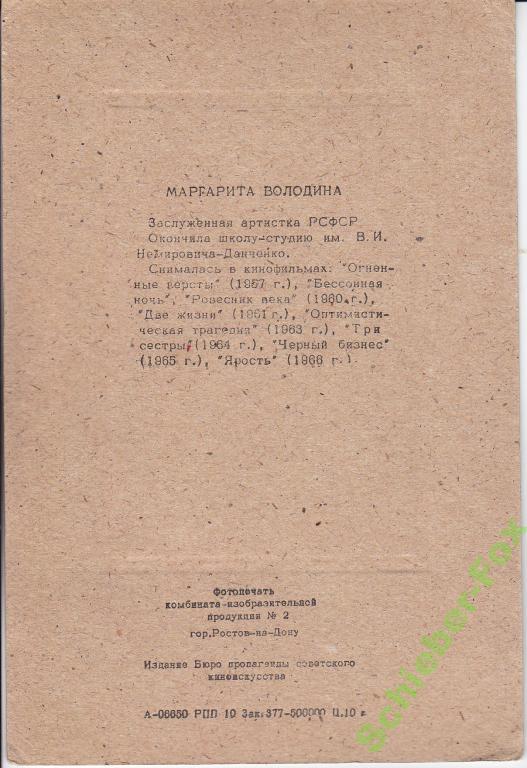 МАРГАРИТА ВОЛОДИНА
Заслуженная артистка РСФСР
Окончила школу-студию им. В.И.
Немировича-Данченко.
Снималась в кинофильмах: "Огнен-
ные версты" (1957 г.), "Бессонная
ночь", "Ровесник века" (1960 г.),
"Две жизни" (1961 г.), "Оптимисти-
ческая трагедия" (1963 г.), "Три
сестры"(1964 г.), "Черный бизнес"
(1965 г.), "Ярость" (1966 г.).
Фотопечать
комбината-изобразительной
продукции № 2
гор.Ростов-на-Дону
Издание Бюро пропаганды советского
киноискусства
А-06650 РПП 10 Зак.377-500000 Ц.10 к
Schieber-Fox